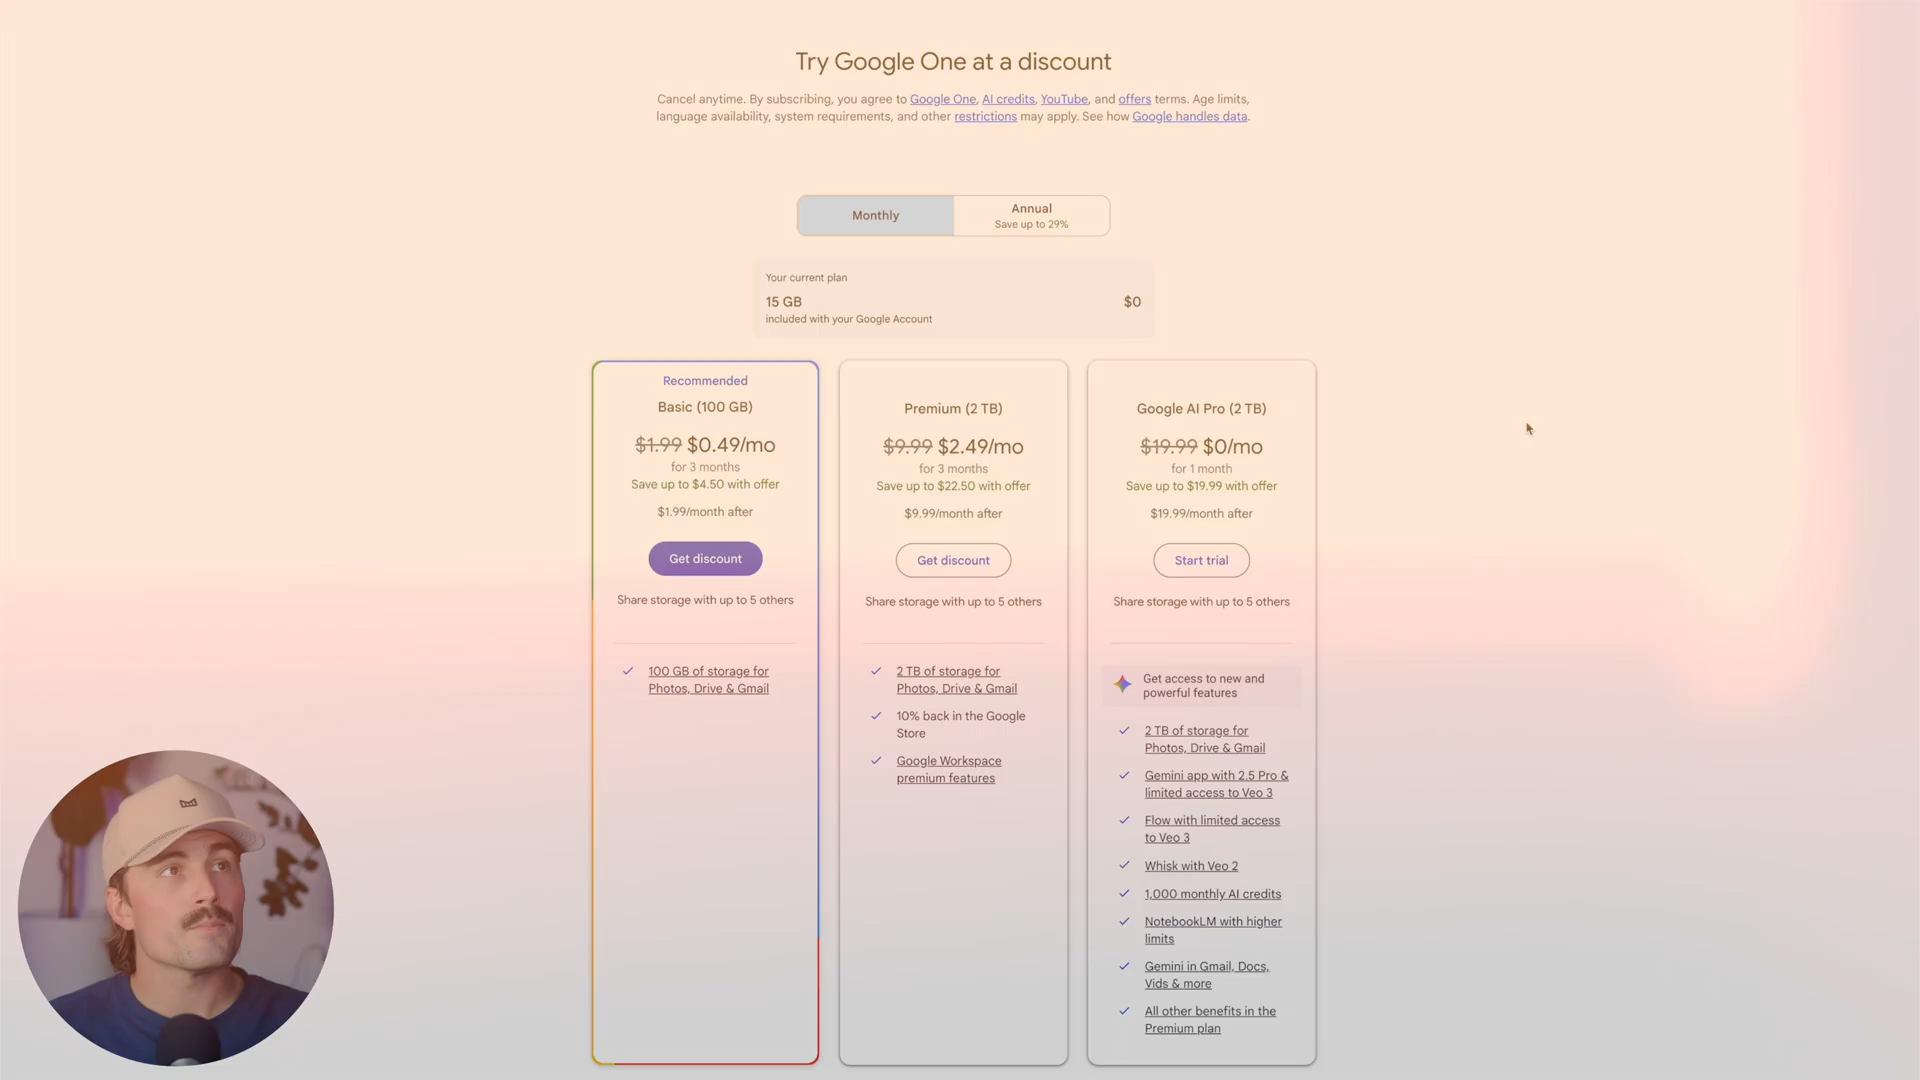 Try Google One at a discount
Cancel anytime. By subscribing, you agree to Google One, AI credits, YouTube, and offers terms. Age limits,
language availability, system requirements, and other restrictions may apply. See how Google handles data.
Monthly
Annual
Save up to 29%
Your current plan
15 GB
$0
included with your Google Account
Recommended
Basic (100 GB)
$1.99 $0.49/mo
for 3 months
Save up to $4.50 with offer
$1.99/month after
Get discount
Share storage with up to 5 others
100 GB of storage for
Photos, Drive & Gmail
Premium (2 TB)
$9.99 $2.49/mo
for 3 months
Save up to $22.50 with offer
$9.99/month after
Get discount
Share storage with up to 5 others
2 TB of storage for
Photos, Drive & Gmail
10% back in the Google
Store
Google Workspace
premium features
Google AI Pro (2 TB)
$19.99 $0/mo
for 1 month
Save up to $19.99 with offer
$19.99/month after
Start trial
Share storage with up to 5 others
Get access to new and
powerful features
2 TB of storage for
Photos, Drive & Gmail
Gemini app with 2.5 Pro &
limited access to Veo 3
Flow with limited access
to Veo 3
Whisk with Veo 2
1,000 monthly AI credits
NotebookLM with higher
limits
Gemini in Gmail, Docs,
Vids & more
All other benefits in the
Premium plan